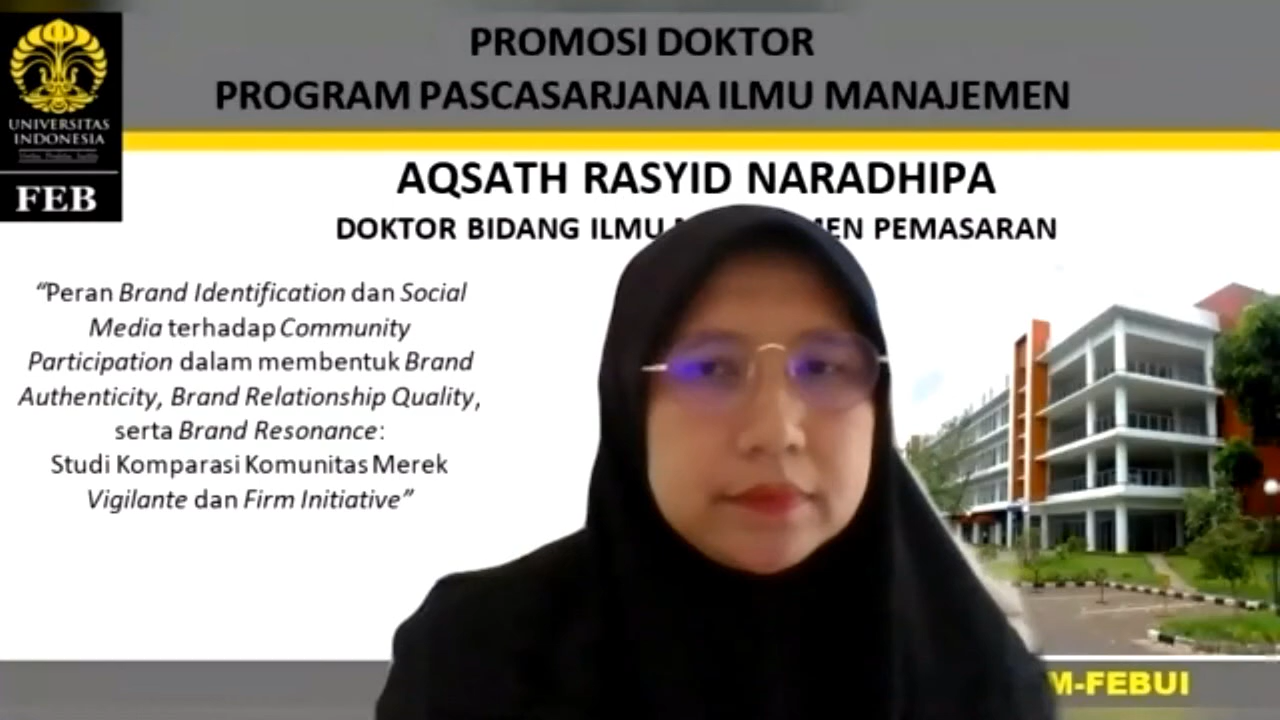 PROMOSI DOKTOR
PROGRAM PASCASARJANA ILMU MANAJEMEN
UNIVERSITAS
INDONESIA
FEB
AQSATH RASYID NARADHIPA
DOKTOR BIDANG ILMU EN PEMASARAN
“Peran Brand Identification dan Social
Media terhadap Community
Participation dalam membentuk Brand
Authenticity, Brand Relationship Quality,
serta Brand Resonance:
Studi Komparasi Komunitas Merek
Vigilante dan Firm Initiative”
M-FEBUI